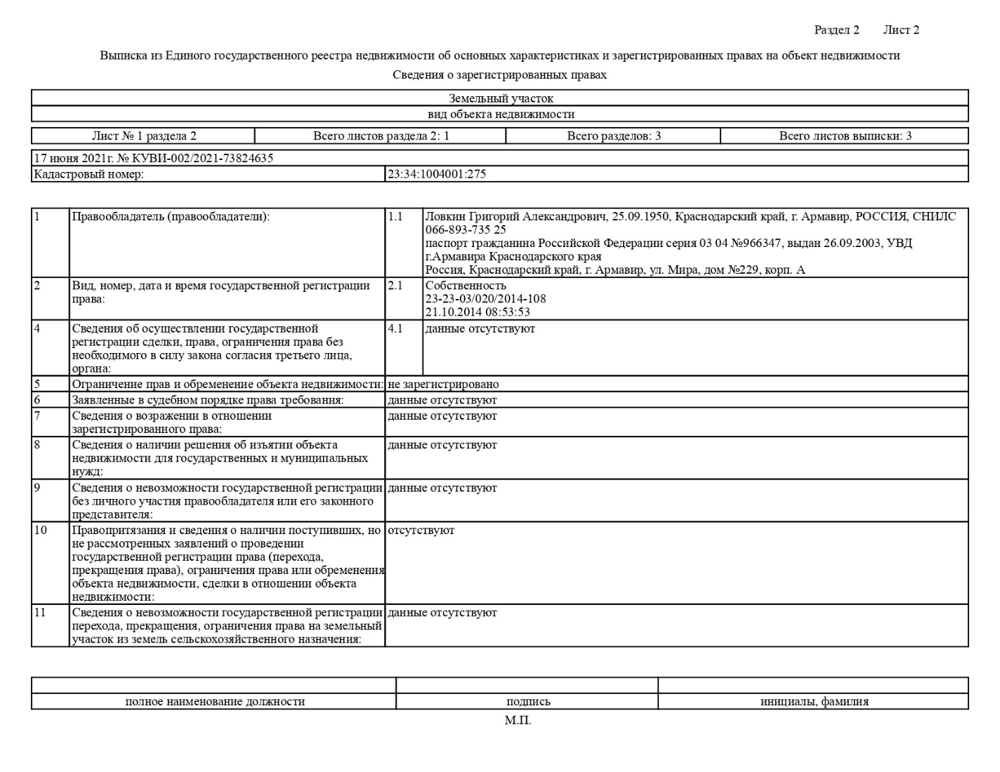 Раздел 2 Лист 2
Выписка из Единого государственного реестра недвижимости об основных характеристиках и зарегистрированных правах на объект недвижимости
Сведения о зарегистрированных правах
Земельный участок
вид объекта недвижимости
Лист № 1 раздела 2 Всего листов раздела 2: 1 Всего разделов: 3 Всего листов выписки: 3
17 июня 2021г. № КУВИ-002/2021-73824635
Кадастровый номер: 23:34:1004001:275
1 Правообладатель (правообладатели): 1.1 Ловкин Григорий Александрович, 25.09.1950, Краснодарский край, г. Армавир, РОССИЯ, СНИЛС
066-893-735 25
паспорт гражданина Российской Федерации серия 03 04 №966347, выдан 26.09.2003, УВД
г.Армавира Краснодарского края
Россия, Краснодарский край, г. Армавир, ул. Мира, дом №229, корп. А
2 Вид, номер, дата и время государственной регистрации 2.1 Собственность
права: 23-23-03/020/2014-108
21.10.2014 08:53:53
4 Сведения об осуществлении государственной 4.1 данные отсутствуют
регистрации сделки, права, ограничения права без
необходимого в силу закона согласия третьего лица,
органа:
5 Ограничение прав и обременение объекта недвижимости: не зарегистрировано
6 Заявленные в судебном порядке права требования: данные отсутствуют
7 Сведения о возражении в отношении данные отсутствуют
зарегистрированного права:
8 Сведения о наличии решения об изъятии объекта данные отсутствуют
недвижимости для государственных и муниципальных
нужд:
9 Сведения о невозможности государственной регистрации данные отсутствуют
без личного участия правообладателя или его законного
представителя:
10 Правопритязания и сведения о наличии поступивших, но отсутствуют
не рассмотренных заявлений о проведении
государственной регистрации права (перехода,
прекращения права), ограничения права или обременения
объекта недвижимости, сделки в отношении объекта
недвижимости:
11 Сведения о невозможности государственной регистрации данные отсутствуют
перехода, прекращения, ограничения права на земельный
участок из земель сельскохозяйственного назначения:
полное наименование должности подпись инициалы, фамилия
М.П.